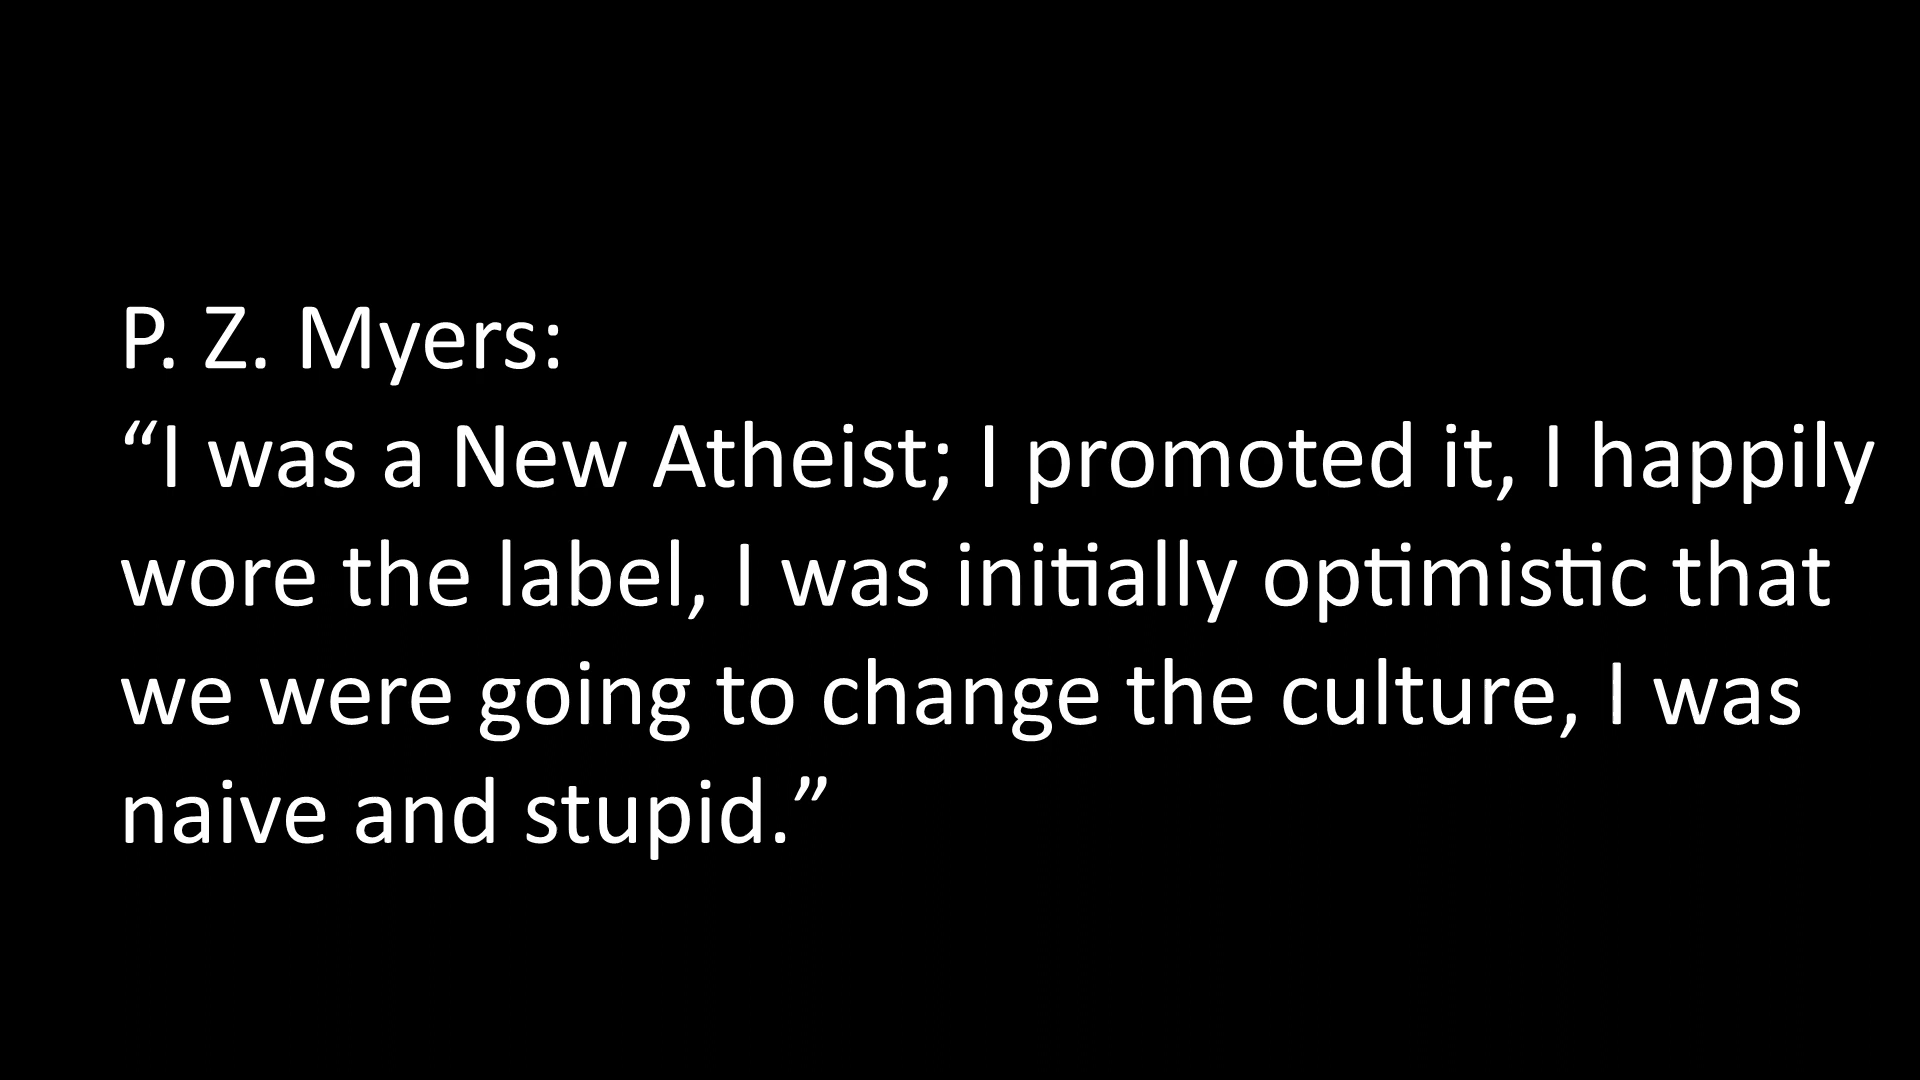 P. Z. Myers:
“I was a New Atheist; I promoted it, I happily
wore the label, I was initially optimistic that
we were going to change the culture, I was
naive and stupid.”